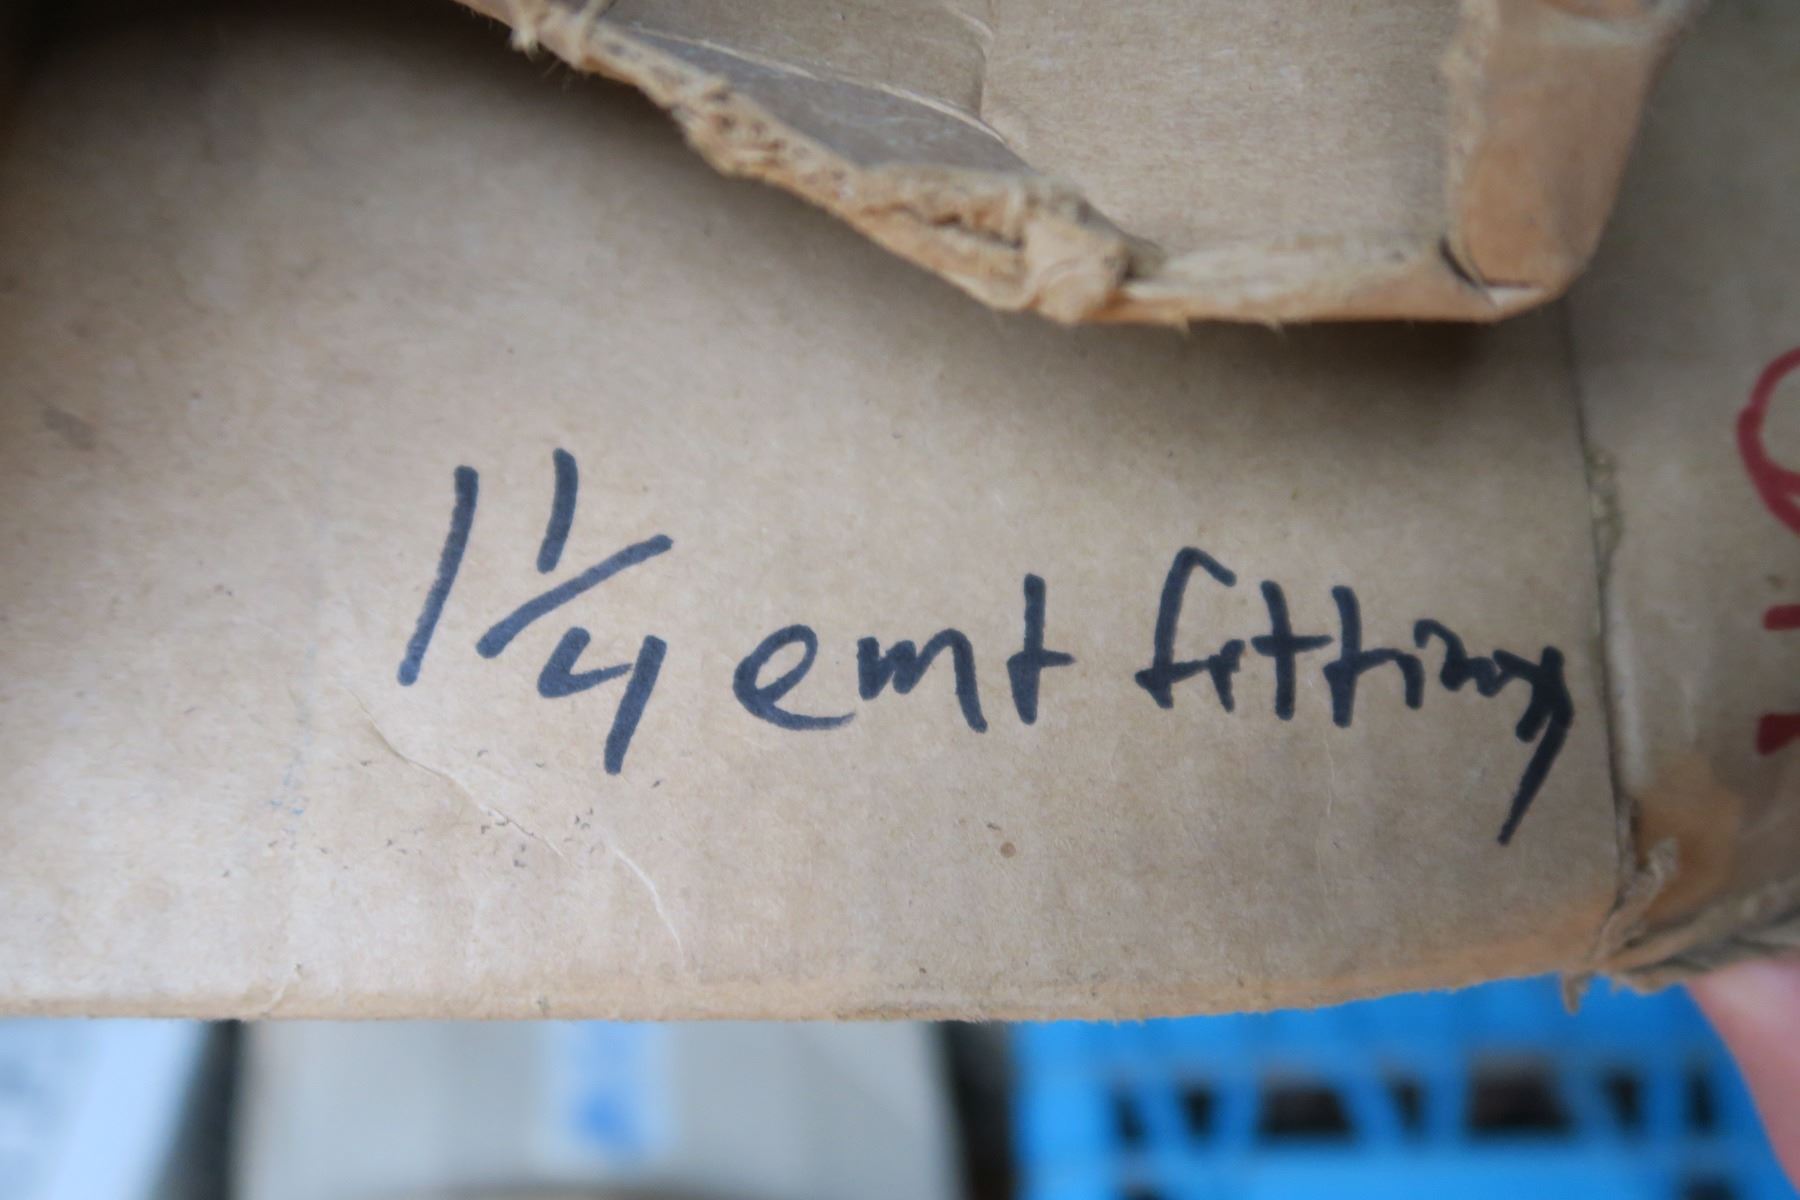 1 1/4 emt fitting